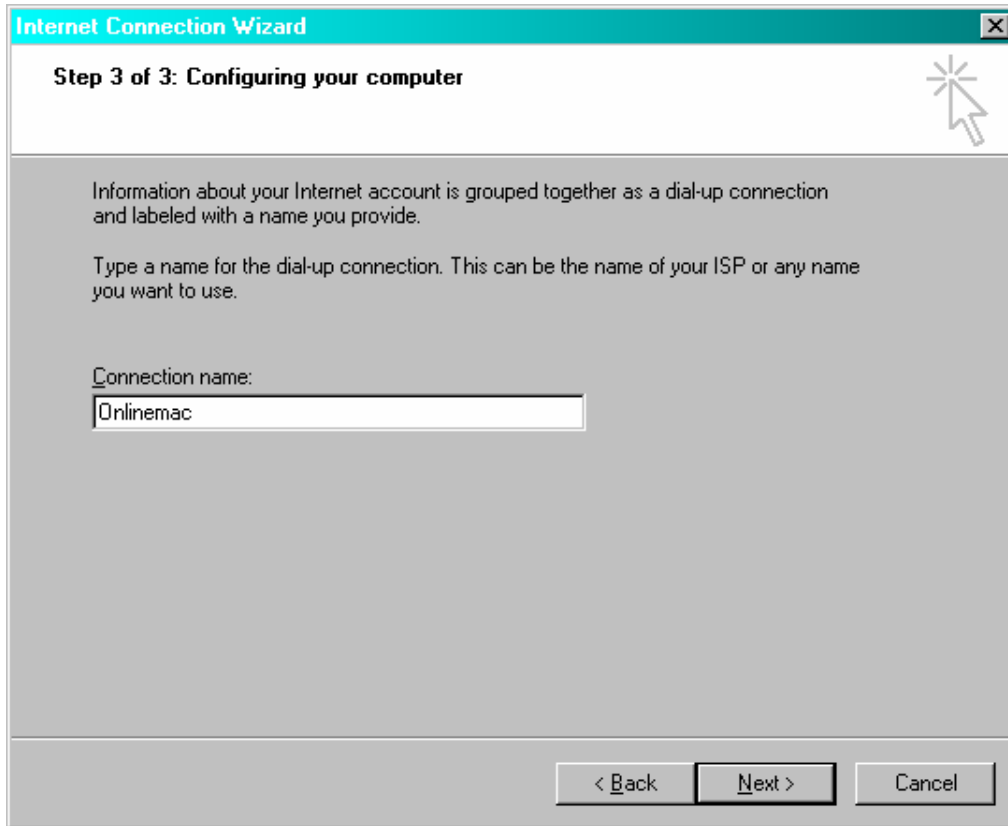 Internet Connection Wizard
Step 3 of 3: Configuring your computer
Information about your Internet account is grouped together as a dial-up connection
and labeled with a name you provide.
Type a name for the dial-up connection. This can be the name of your ISP or any name
you want to use.
Connection name:
Onlinemac
< Back Next > Cancel